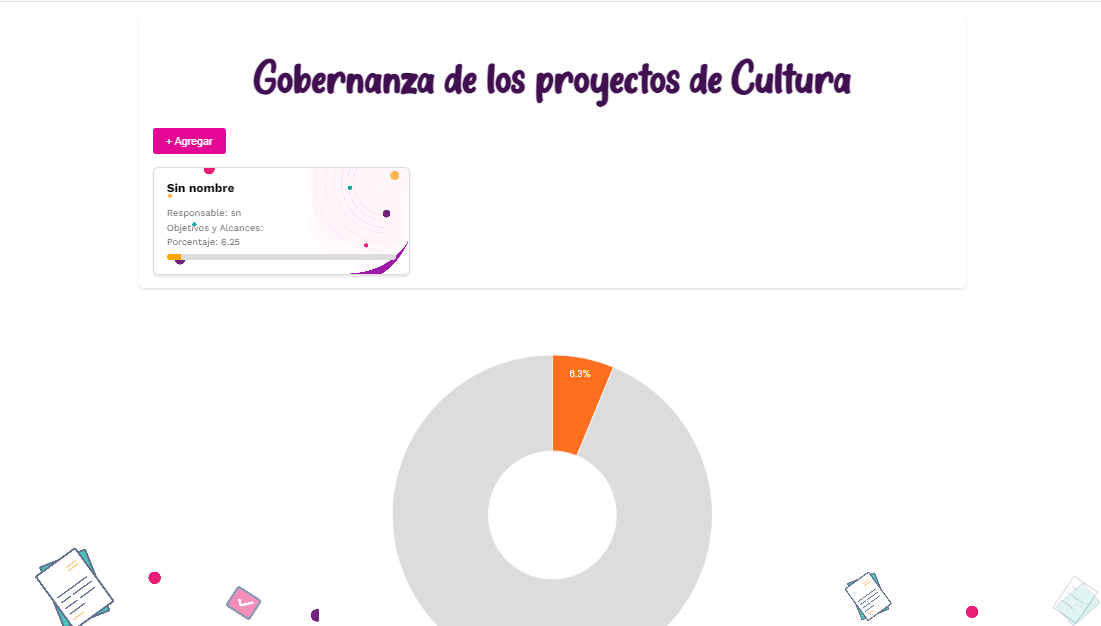 Gobernanza de los proyectos de Cultura
+ Agregar
Sin nombre
Responsable: sn
Objetivos y Alcances:
Porcentaje: 6.25
6.3%